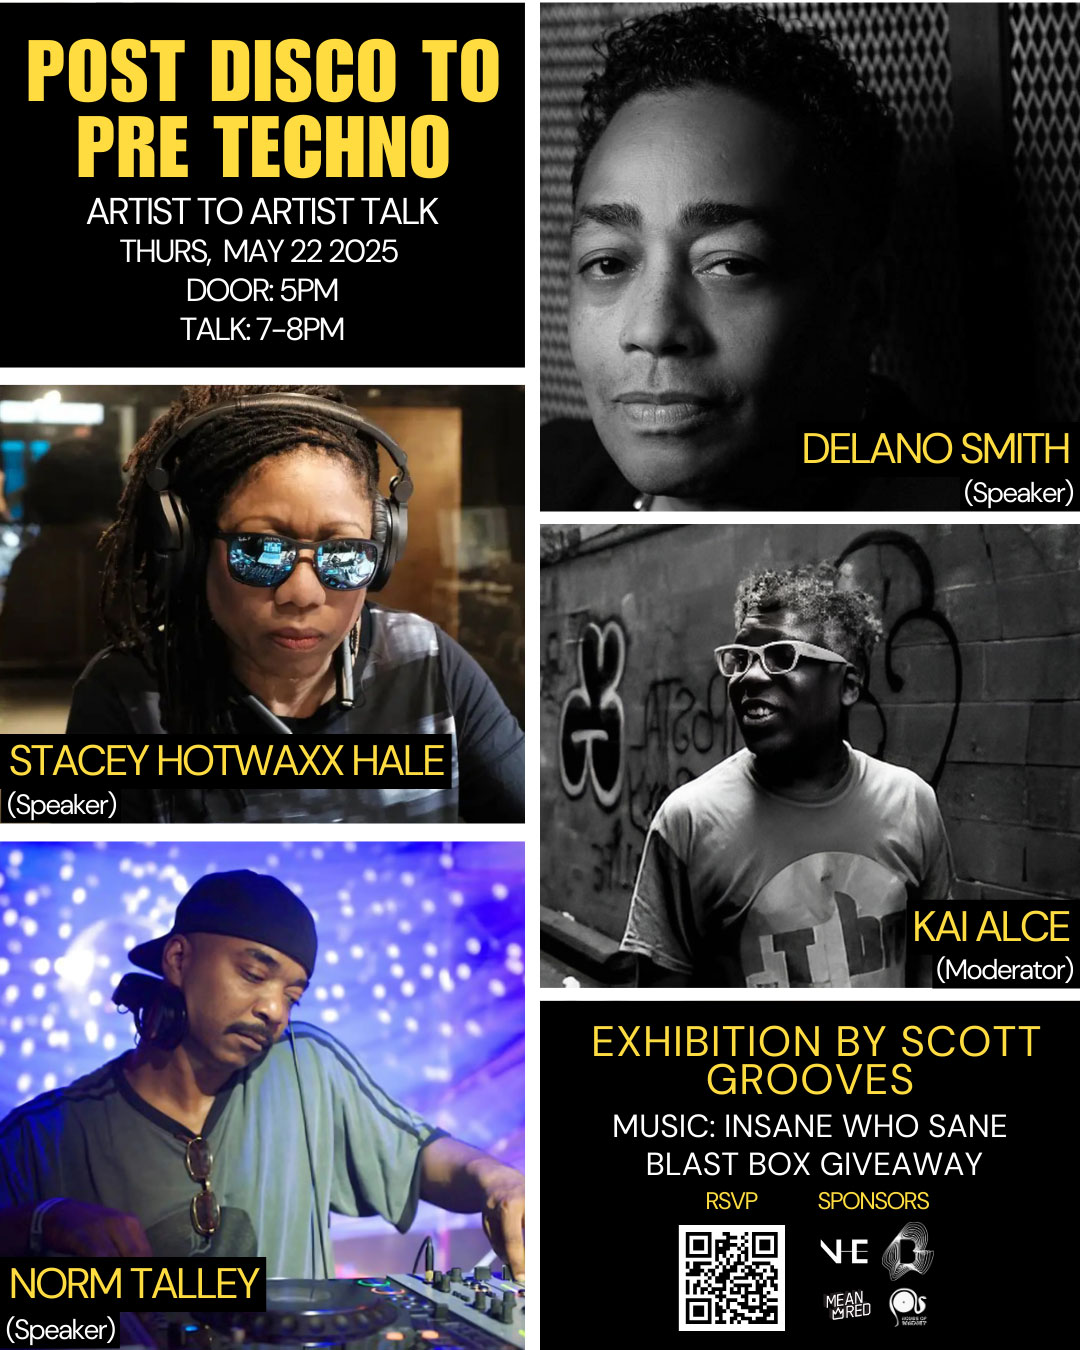 POST DISCO TO
PRE TECHNO
ARTIST TO ARTIST TALK
THURS, MAY 22 2025
DOOR: 5PM
TALK: 7-8PM
DELANO SMITH
(Speaker)
STACEY HOTWAXX HALE
(Speaker)
KAI ALCE
(Moderator)
NORM TALLEY
(Speaker)
EXHIBITION BY SCOTT
GROOVES
MUSIC: INSANE WHO SANE
BLAST BOX GIVEAWAY
RSVP
SPONSORS
MEAN
RED